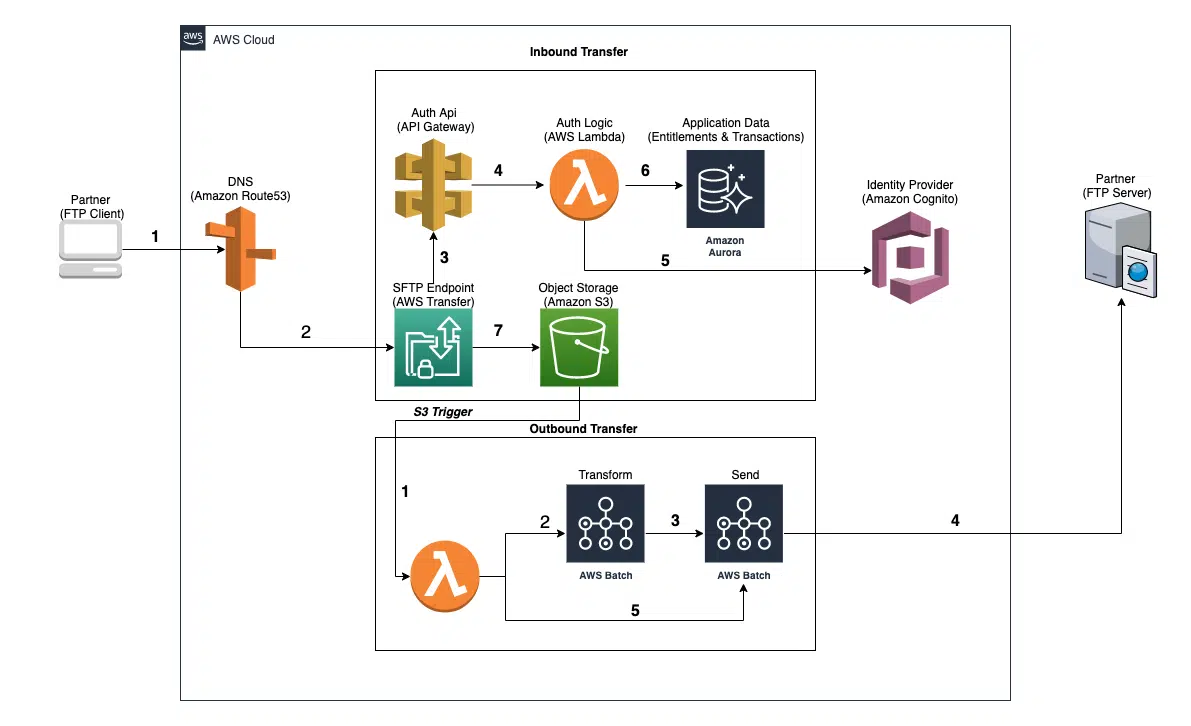 aws
AWS Cloud
Inbound Transfer
Auth Api
(API Gateway)
4
Auth Logic
(AWS Lambda)
6
Application Data
(Entitlements & Transactions)
Amazon
Aurora
Identity Provider
(Amazon Cognito)
Partner
(FTP Server)
DNS
(Amazon Route53)
Partner
(FTP Client)
1
3
5
SFTP Endpoint
(AWS Transfer)
Object Storage
(Amazon S3)
2
7
S3 Trigger
Outbound Transfer
1
Transform
Send
2
3
4
AWS Batch
AWS Batch
5